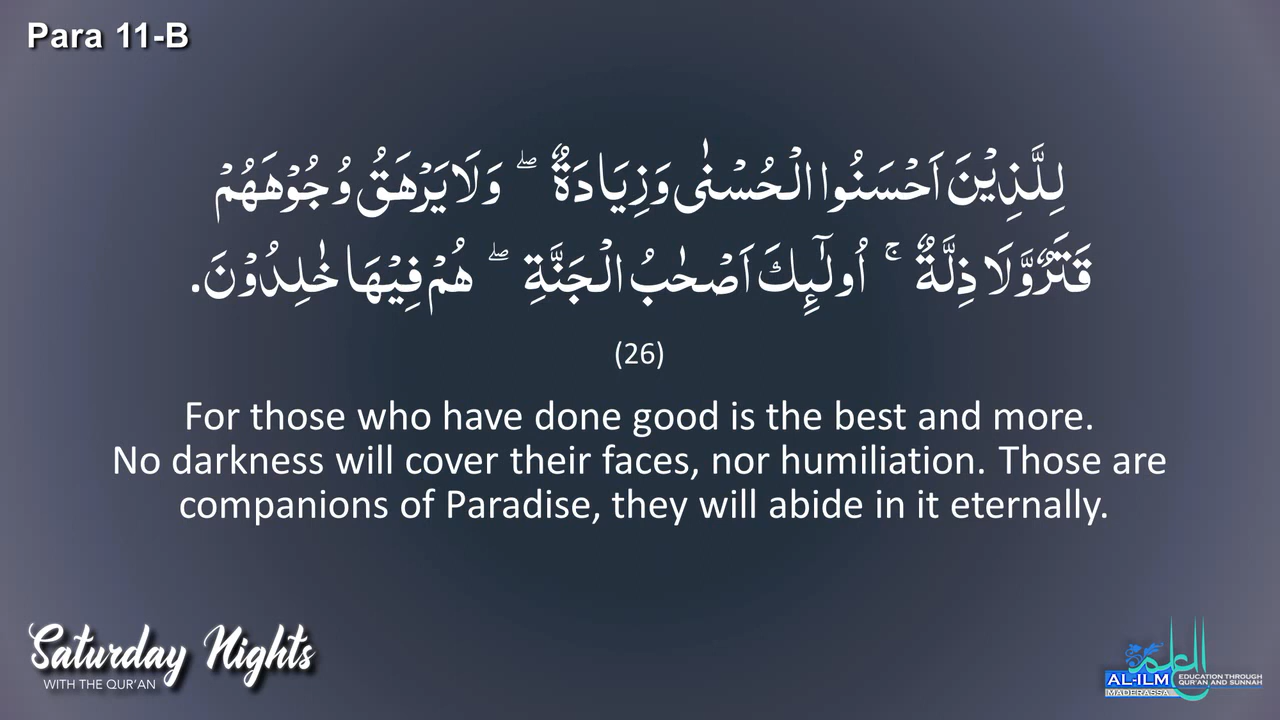 Para 11-B
لِلَّذِيْنَ اَحْسَنُوا الْحُسْنٰى وَزِيَادَةٌ ۖ وَلَا يَرْهَقُ وُجُوْهَهُمْ
قَتَرٌ وَّلَا ذِلَّةٌ ۚ اُولٰٓئِكَ اَصْحٰبُ الْجَنَّةِ ۖ هُمْ فِيْهَا خٰلِدُوْنَ.
(26)
For those who have done good is the best and more.
No darkness will cover their faces, nor humiliation. Those are
companions of Paradise, they will abide in it eternally.
Saturday Nights
WITH THE QUR'AN
العلم
AL-ILM
MADERASSA
EDUCATION THROUGH
QUR'AN AND SUNNAH